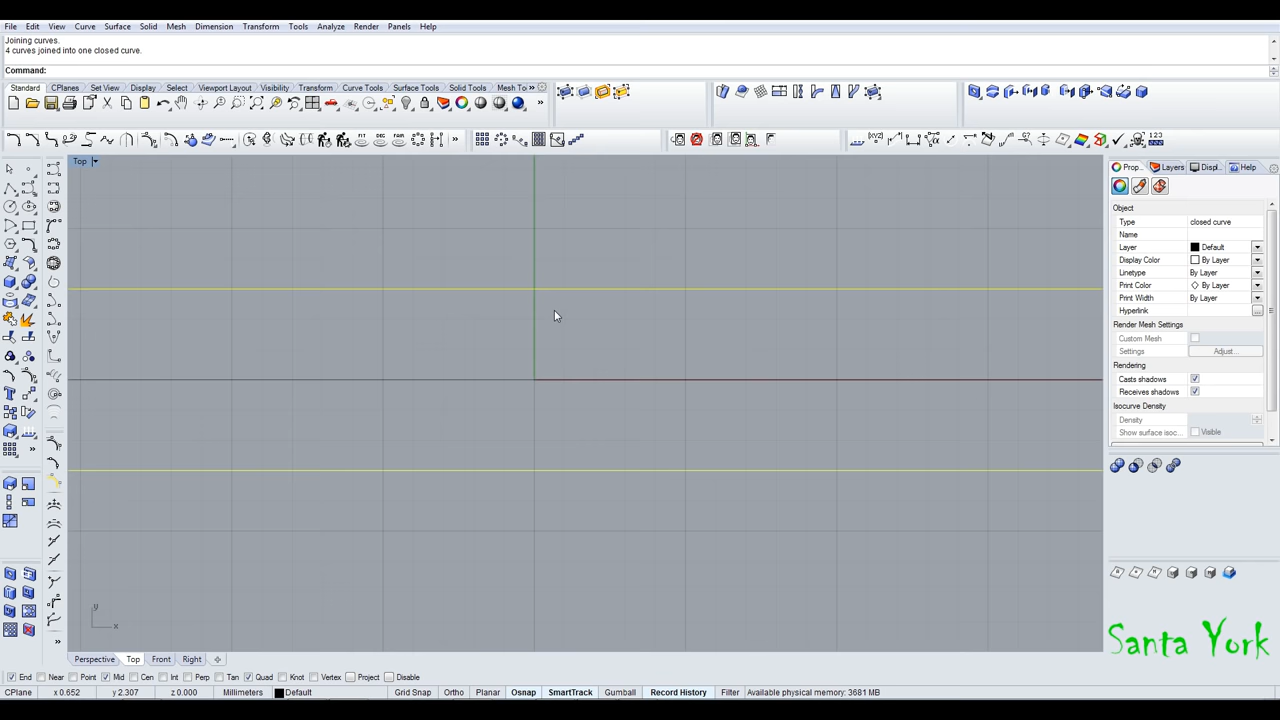 File Edit View Curve Surface Solid Mesh Dimension Transform Tools Analyze Render Panels Help
Joining curves.
4 curves joined into one closed curve.
Command:
Standard CPlanes Set View Display Select Viewport Layout Visibility Transform Curve Tools Surface Tools Solid Tools Mesh To »
Top
Prop... Layers Displ... Help
Object
Type closed curve
Name
Layer Default
Display Color By Layer
Linetype By Layer
Print Color By Layer
Print Width By Layer
Hyperlink ...
Render Mesh Settings
Custom Mesh
Settings Adjust...
Rendering
Casts shadows
Receives shadows
Isocurve Density
Density
Show surface isoc... Visible
y
x
Santa York
Perspective Top Front Right
End Near Point Mid Cen Int Perp Tan Quad Knot Vertex Project Disable
CPlane x 0.652 y 2.307 z 0.000 Millimeters Default Grid Snap Ortho Planar Osnap SmartTrack Gumball Record History Filter Available physical memory: 3681 MB